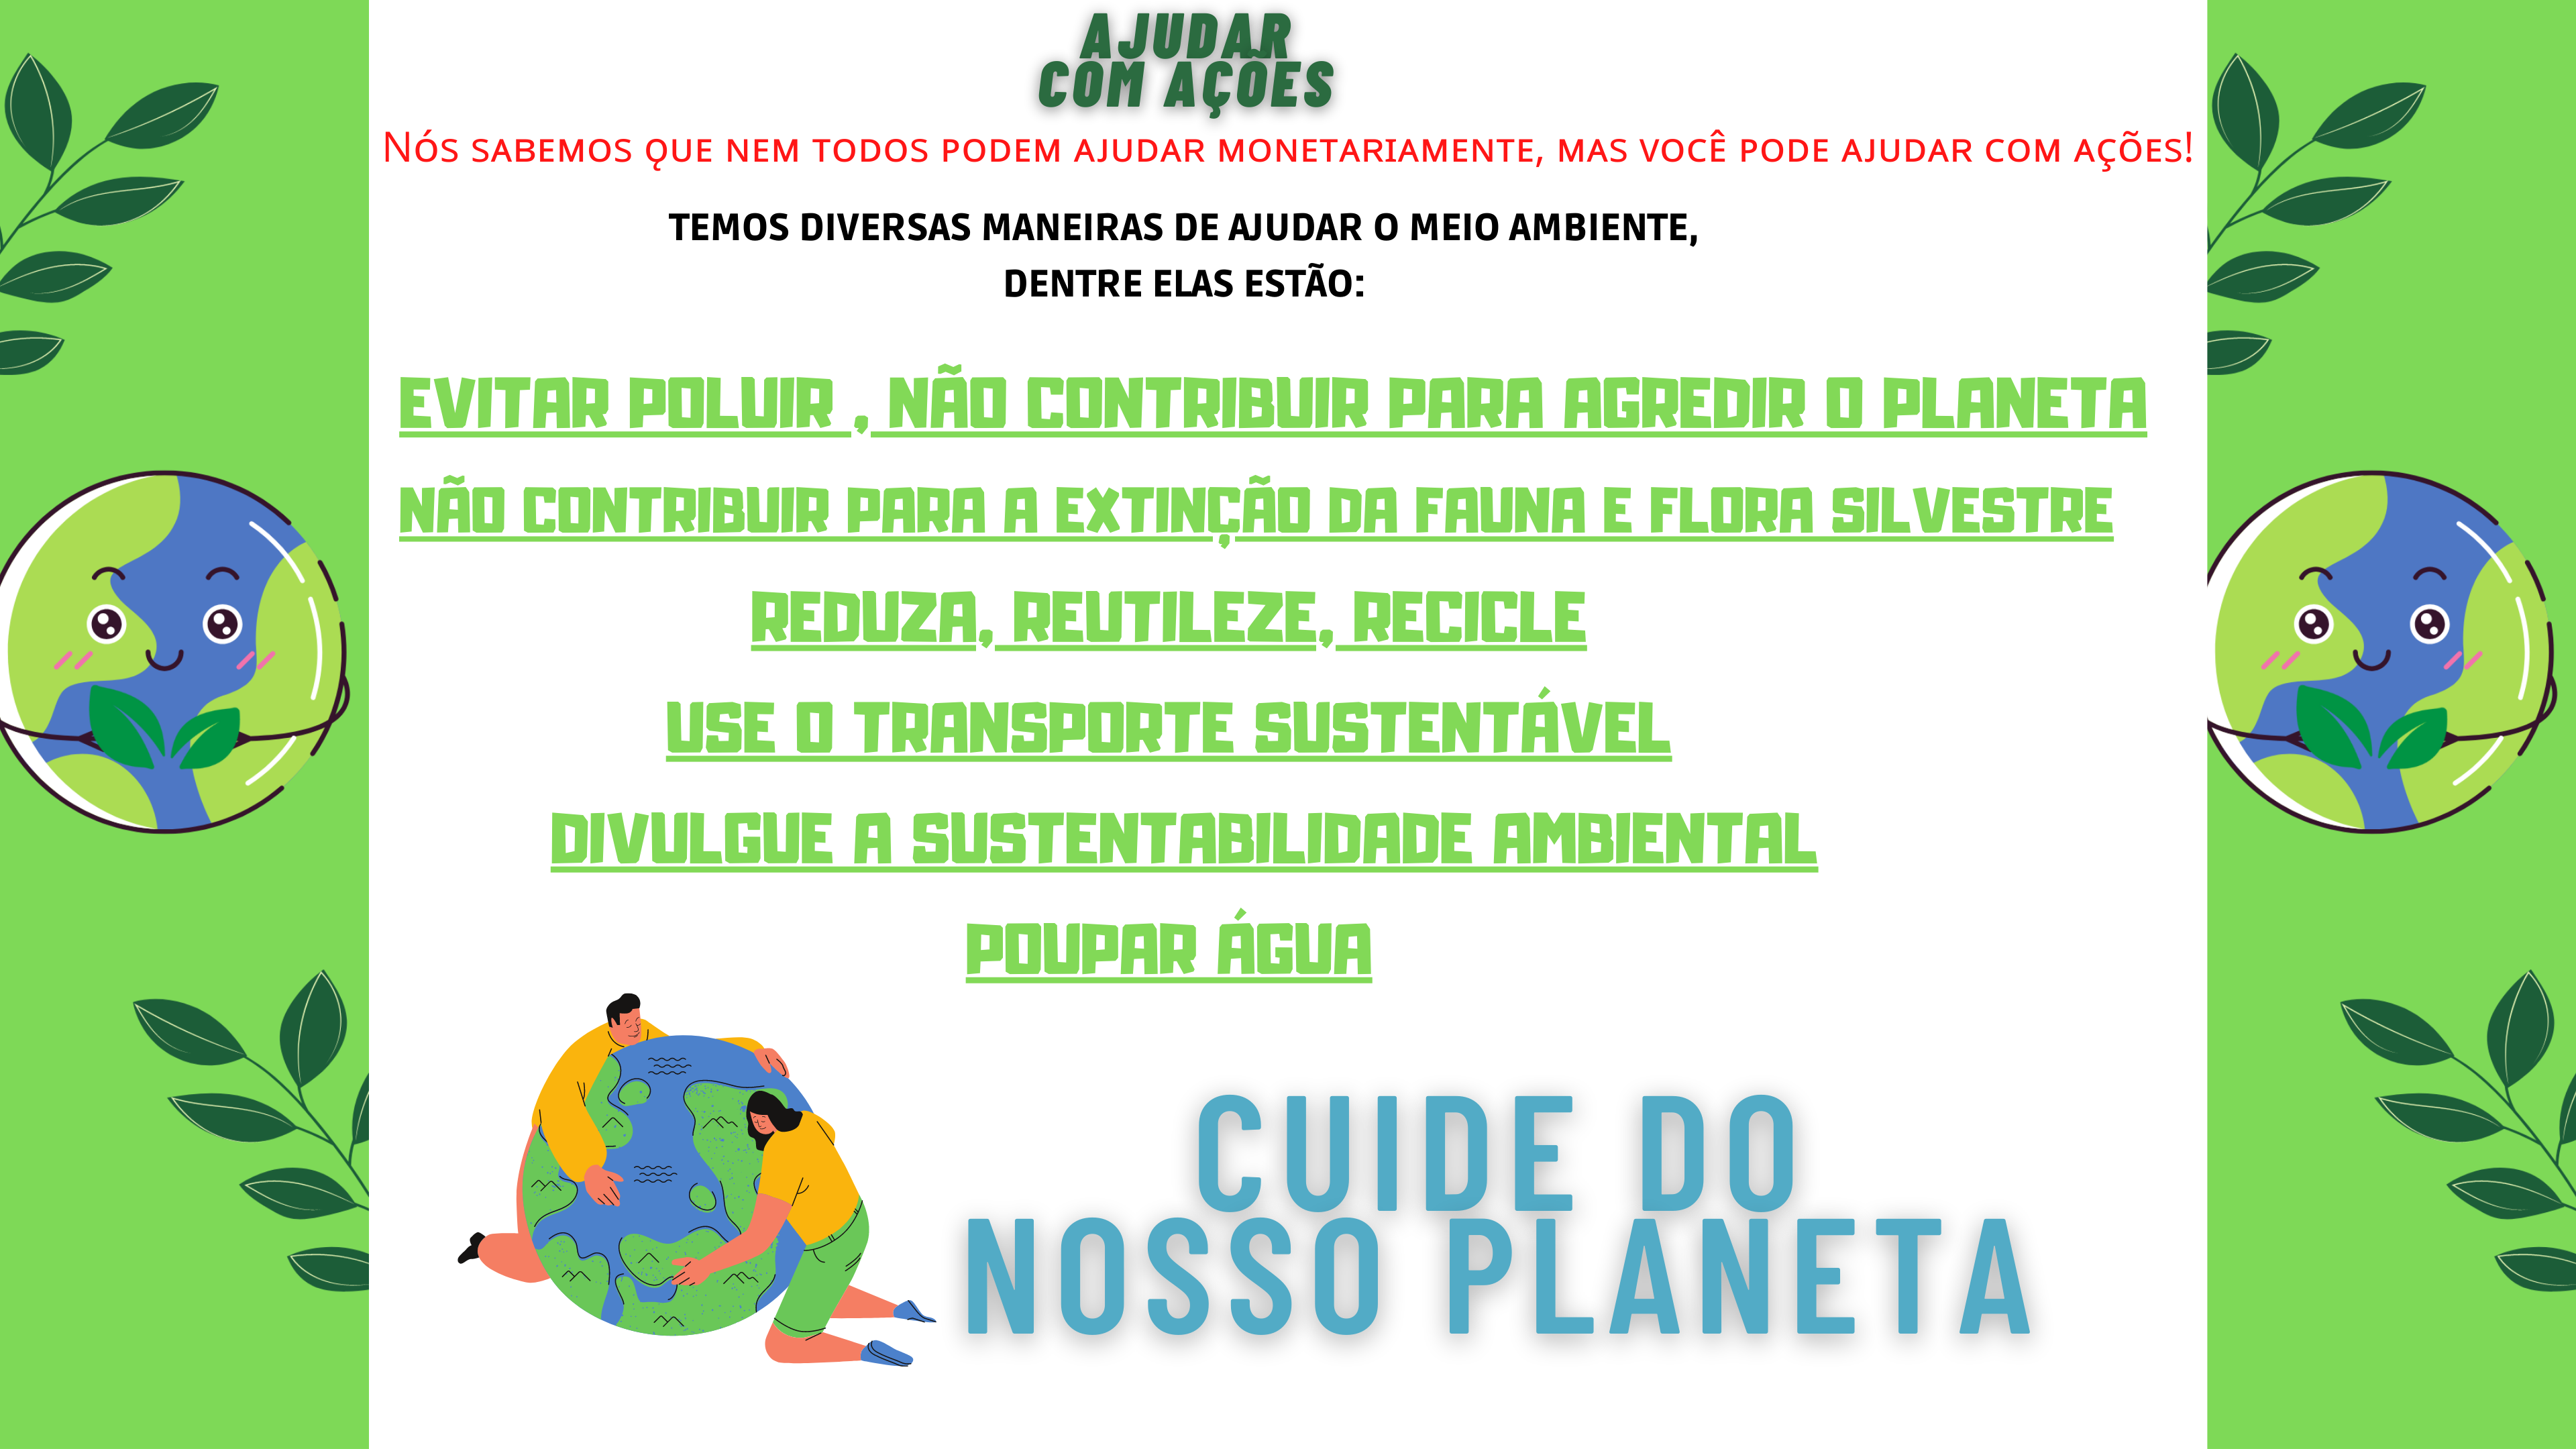 AJUDAR
COM AÇÕES
Nós sabemos que nem todos podem ajudar monetariamente, mas você pode ajudar com ações!
TEMOS DIVERSAS MANEIRAS DE AJUDAR O MEIO AMBIENTE,
DENTRE ELAS ESTÃO:
EVITAR POLUIR , NÃO CONTRIBUIR PARA AGREDIR O PLANETA
NÃO CONTRIBUIR PARA A EXTINÇÃO DA FAUNA E FLORA SILVESTRE
REDUZA, REUTILEZE, RECICLE
USE O TRANSPORTE SUSTENTÁVEL
DIVULGUE A SUSTENTABILIDADE AMBIENTAL
POUPAR ÁGUA
CUIDE DO
NOSSO PLANETA